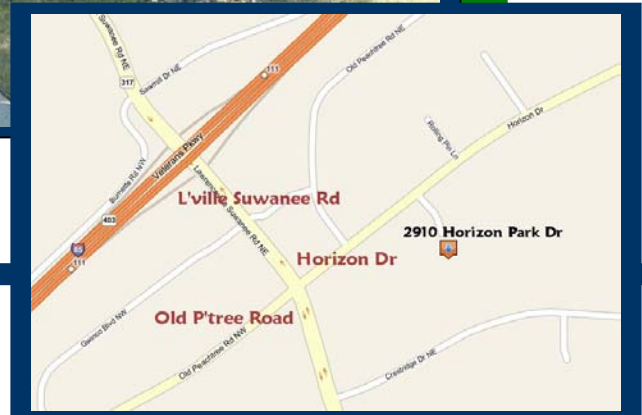 Suwanee Rd NE
317
Sawmill Dr NE
111
Old Peachtree Rd NE
Horizon Dr
Rolling Pin Ln
Veterans Pkwy
Burnette Rd NW
L'ville Suwanee Rd
403
Suwanee Rd NE
2910 Horizon Park Dr
Horizon Dr
85
111
Old P'tree Road
Gwinco Blvd NW
Old Peachtree Rd NW
Crestridge Dr NE